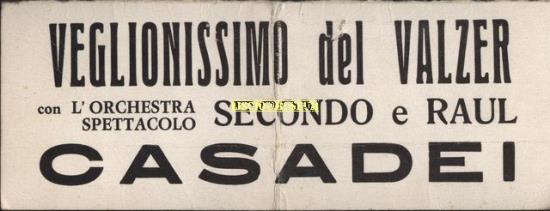 VEGLIONISSIMO del VALZER
con L'ORCHESTRA SPETTACOLO SECONDO e RAUL
CASADEI